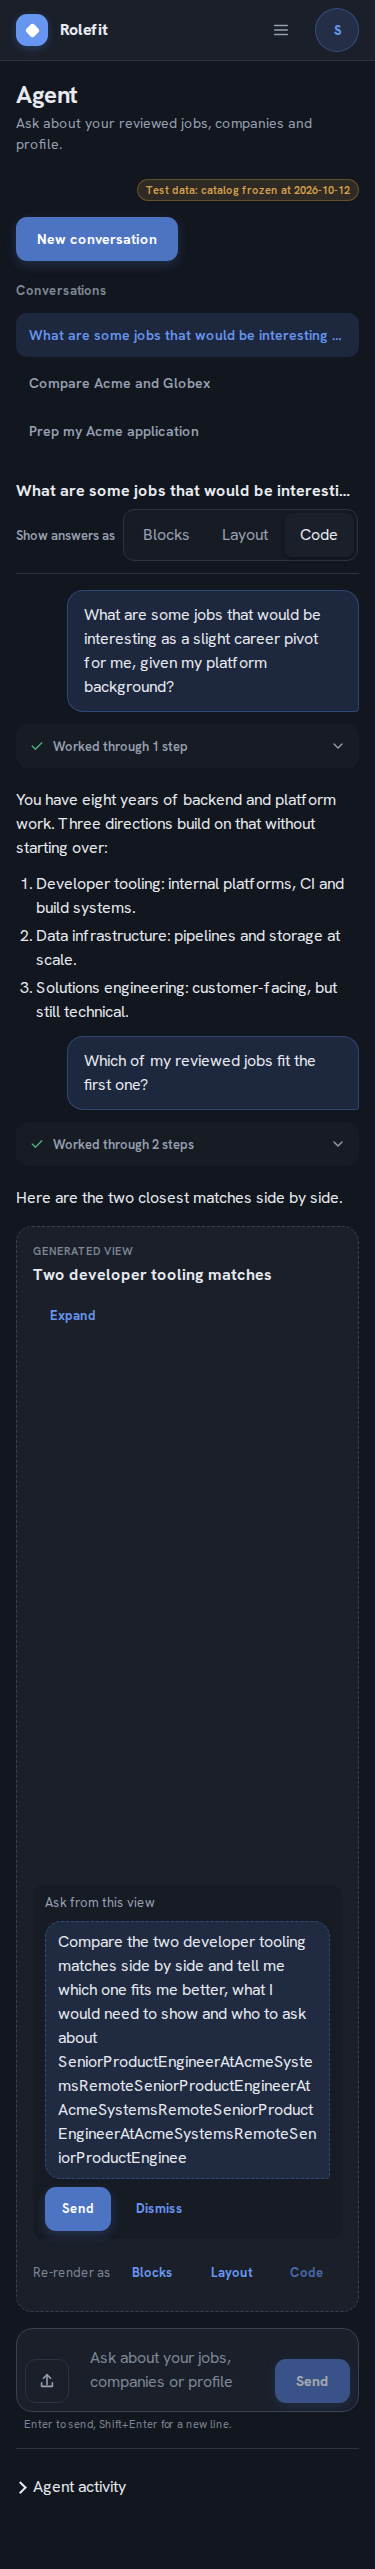 Rolefit
S
Agent
Ask about your reviewed jobs, companies and
profile.
Test data: catalog frozen at 2026-10-12
New conversation
Conversations
What are some jobs that would be interesting ...
Compare Acme and Globex
Prep my Acme application
What are some jobs that would be interesti...
Show answers as
Blocks
Layout
Code
What are some jobs that would be
interesting as a slight career pivot
for me, given my platform
background?
Worked through 1 step
You have eight years of backend and platform
work. Three directions build on that without
starting over:
1. Developer tooling: internal platforms, CI and
build systems.
2. Data infrastructure: pipelines and storage at
scale.
3. Solutions engineering: customer-facing, but
still technical.
Which of my reviewed jobs fit the
first one?
Worked through 2 steps
Here are the two closest matches side by side.
GENERATED VIEW
Two developer tooling matches
Expand
Ask from this view
Compare the two developer tooling
matches side by side and tell me
which one fits me better, what I
would need to show and who to ask
about
SeniorProductEngineerAtAcmeSyste
msRemoteSeniorProductEngineerAt
AcmeSystemsRemoteSeniorProduct
EngineerAtAcmeSystemsRemoteSen
iorProductEnginee
Send
Dismiss
Re-render as
Blocks
Layout
Code
Ask about your jobs,
companies or profile
Send
Enter to send, Shift+Enter for a new line.
Agent activity